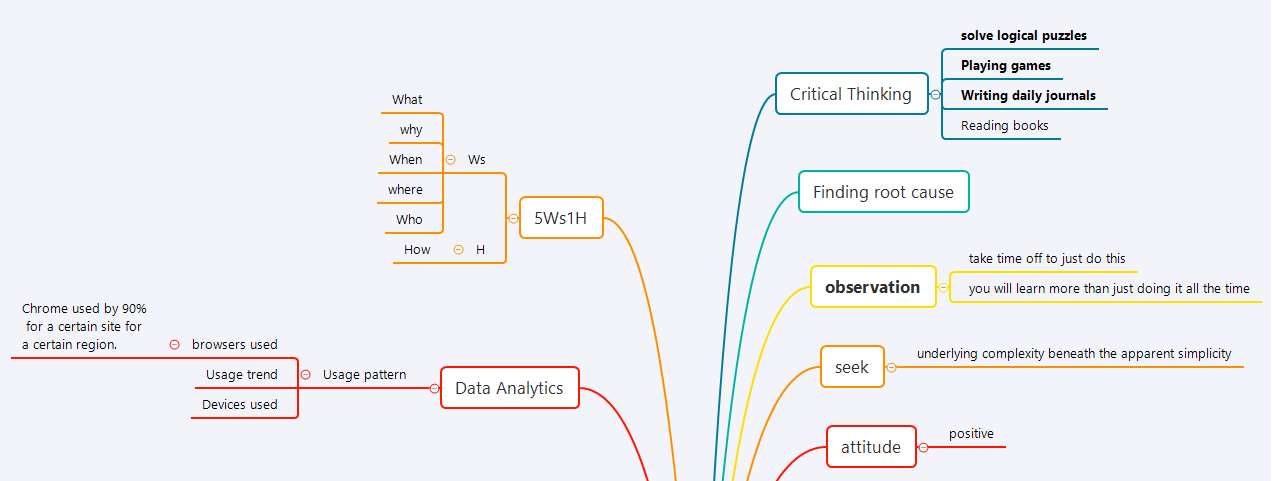 solve logical puzzles
Playing games
Critical Thinking
Writing daily journals
Reading books
What
why
When
Ws
where
Who
5Ws1H
How
H
Finding root cause
take time off to just do this
observation
you will learn more than just doing it all the time
Chrome used by 90%
for a certain site for
a certain region.
browsers used
Usage trend
Usage pattern
Devices used
Data Analytics
seek
underlying complexity beneath the apparent simplicity
attitude
positive